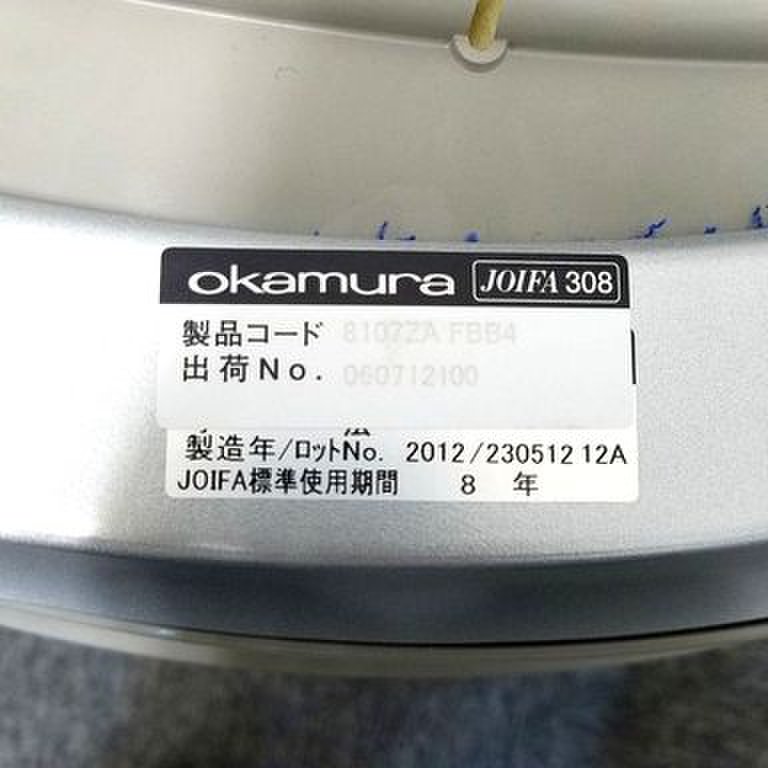 okamura JOIFA 308
製品コード 8107ZA FBB4
出荷No. 060712100
製造年/ロットNo. 2012/230512 12A
JOIFA標準使用期間 8 年